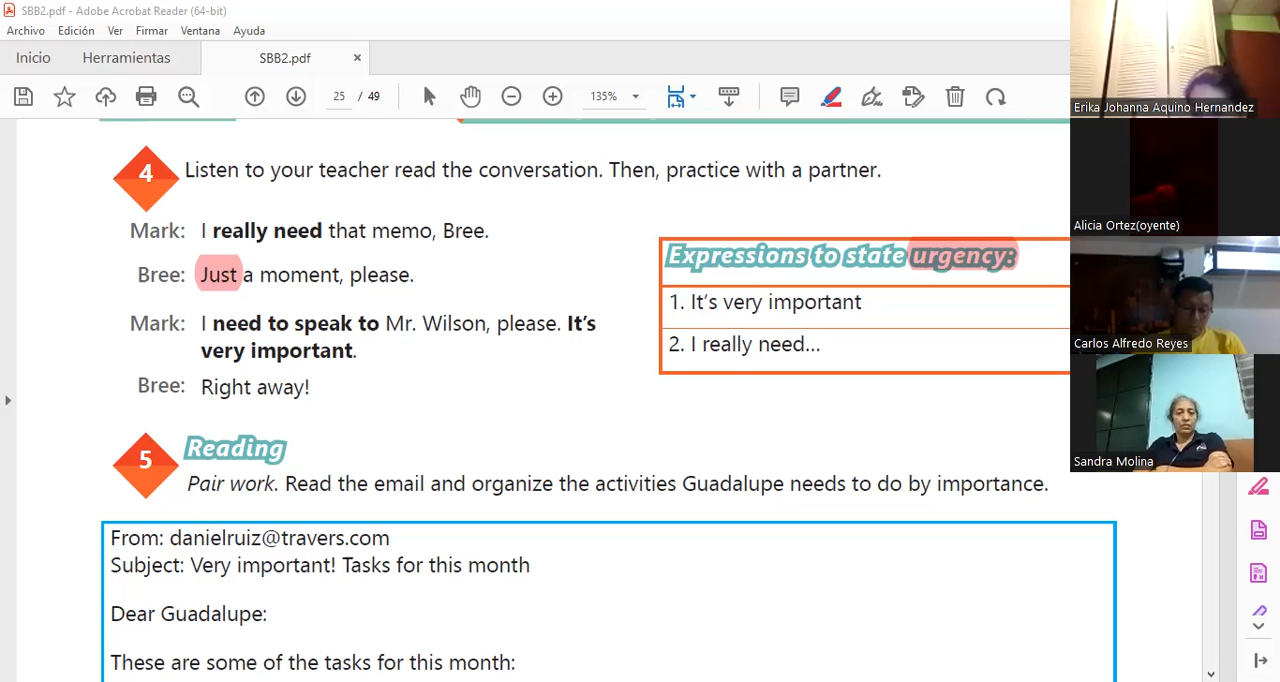 SBB2.pdf - Adobe Acrobat Reader (64-bit)
Archivo Edición Ver Firmar Ventana Ayuda
Inicio Herramientas SBB2.pdf ×
25 / 49 135%
4 Listen to your teacher read the conversation. Then, practice with a partner.
Mark: I really need that memo, Bree.
Bree: Just a moment, please.
Mark: I need to speak to Mr. Wilson, please. It's
very important.
Bree: Right away!
Expressions to state urgency:
1. It's very important
2. I really need...
5 Reading
Pair work. Read the email and organize the activities Guadalupe needs to do by importance.
From: danielruiz@travers.com
Subject: Very important! Tasks for this month
Dear Guadalupe:
These are some of the tasks for this month:
Erika Johanna Aquino Hernandez
Alicia Ortez(oyente)
Carlos Alfredo Reyes
Sandra Molina